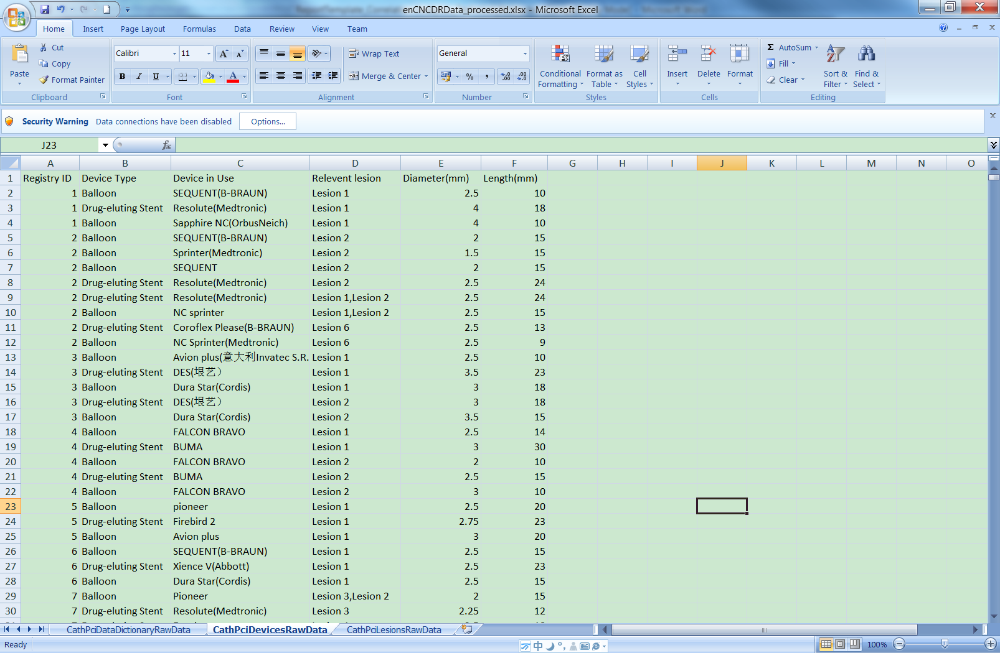 enCNCDRData_processed.xlsx - Microsoft Excel
Home Insert Page Layout Formulas Data Review View Team
Paste Cut Copy Format Painter Clipboard
Calibri 11 A A B I U A Font
Wrap Text Merge & Center Alignment
General % , .00 Number
Conditional Formatting Format as Table Cell Styles Styles
Insert Delete Format Cells
Σ AutoSum Fill Clear Sort & Filter Find & Select Editing
Security Warning Data connections have been disabled Options...
J23 fx
A B C D E F G H I J K L M N O
1 Registry ID Device Type Device in Use Relevent lesion Diameter(mm) Length(mm)
2 1 Balloon SEQUENT(B-BRAUN) Lesion 1 2.5 10
3 1 Drug-eluting Stent Resolute(Medtronic) Lesion 1 4 18
4 1 Balloon Sapphire NC(OrbusNeich) Lesion 1 4 10
5 2 Balloon SEQUENT(B-BRAUN) Lesion 2 2 15
6 2 Balloon Sprinter(Medtronic) Lesion 2 1.5 15
7 2 Balloon SEQUENT Lesion 2 2 15
8 2 Drug-eluting Stent Resolute(Medtronic) Lesion 2 2.5 24
9 2 Drug-eluting Stent Resolute(Medtronic) Lesion 1,Lesion 2 2.5 24
10 2 Balloon NC sprinter Lesion 1,Lesion 2 2.5 15
11 2 Drug-eluting Stent Coroflex Please(B-BRAUN) Lesion 6 2.5 13
12 2 Balloon NC Sprinter(Medtronic) Lesion 6 2.5 9
13 3 Balloon Avion plus(意大利Invatec S.R. Lesion 1 2.5 10
14 3 Drug-eluting Stent DES(垠艺） Lesion 1 3.5 23
15 3 Balloon Dura Star(Cordis) Lesion 1 3 18
16 3 Drug-eluting Stent DES(垠艺） Lesion 2 3 18
17 3 Balloon Dura Star(Cordis) Lesion 2 3.5 15
18 4 Balloon FALCON BRAVO Lesion 1 2.5 14
19 4 Drug-eluting Stent BUMA Lesion 1 3 30
20 4 Balloon FALCON BRAVO Lesion 2 2 10
21 4 Drug-eluting Stent BUMA Lesion 2 2.5 15
22 4 Balloon FALCON BRAVO Lesion 2 3 10
23 5 Balloon pioneer Lesion 1 2.5 20
24 5 Drug-eluting Stent Firebird 2 Lesion 1 2.75 23
25 5 Balloon Avion plus Lesion 1 3 20
26 6 Balloon SEQUENT(B-BRAUN) Lesion 1 2.5 15
27 6 Drug-eluting Stent Xience V(Abbott) Lesion 1 2.5 23
28 6 Balloon Dura Star(Cordis) Lesion 1 2.5 15
29 7 Balloon Pioneer Lesion 3,Lesion 2 2 15
30 7 Drug-eluting Stent Resolute(Medtronic) Lesion 3 2.25 12
CathPciDataDictionaryRawData CathPciDevicesRawData CathPciLesionsRawData
Ready 中 100%